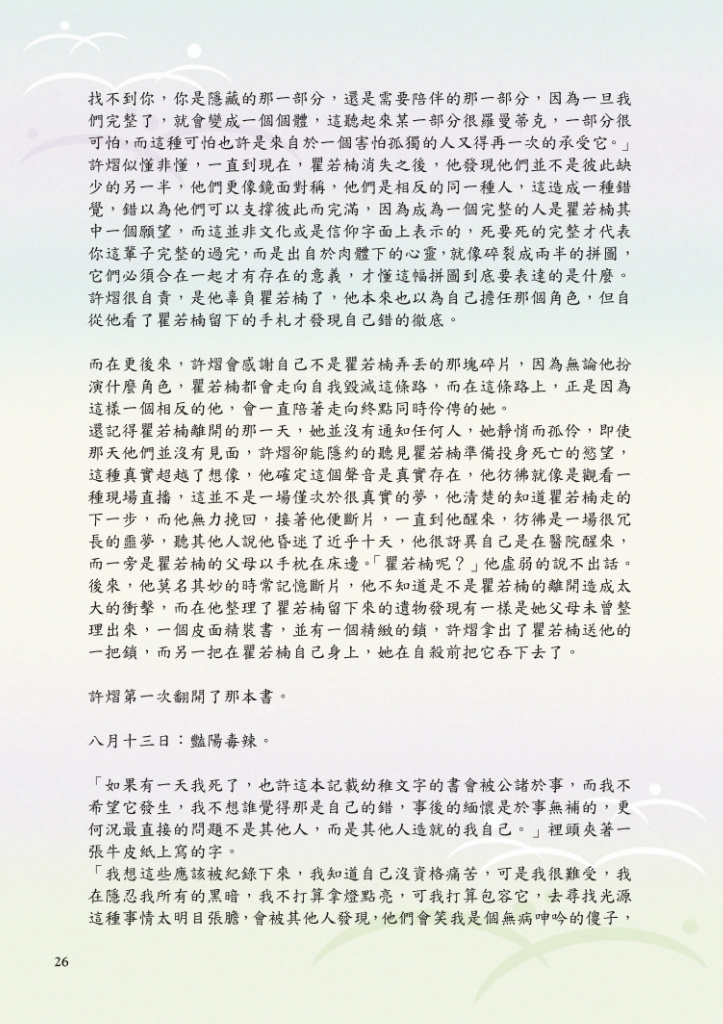 找不到你，你是隱藏的那一部分，還是需要陪伴的那一部分，因為一旦我
們完整了，就會變成一個個體，這聽起來某一部分很羅曼蒂克，一部分很
可怕，而這種可怕也許是來自於一個害怕孤獨的人又得再一次的承受它。」
許熠似懂非懂，一直到現在，瞿若楠消失之後，他發現他們並不是彼此缺
少的另一半，他們更像鏡面對稱，他們是相反的同一種人，這造成一種錯
覺，錯以為他們可以支撐彼此而完滿，因為成為一個完整的人是瞿若楠其
中一個願望，而這並非文化或是信仰字面上表示的，死要死的完整才代表
你這輩子完整的過完，而是出自於肉體下的心靈，就像碎裂成兩半的拼圖，
它們必須合在一起才有存在的意義，才懂這幅拼圖到底要表達的是什麼。
許熠很自責，是他辜負瞿若楠了，他本來也以為自己擔任那個角色，但自
從他看了瞿若楠留下的手札才發現自己錯的徹底。
而在更後來，許熠會感謝自己不是瞿若楠弄丟的那塊碎片，因為無論他扮
演什麼角色，瞿若楠都會走向自我毀滅這條路，而在這條路上，正是因為
這樣一個相反的他，會一直陪著走向終點同時伶俜的她。
還記得瞿若楠離開的那一天，她並沒有通知任何人，她靜悄而孤伶，即使
那天他們並沒有見面，許熠卻能隱約的聽見瞿若楠準備投身死亡的慾望，
這種真實超越了想像，他確定這個聲音是真實存在，他彷彿就像是觀看一
種現場直播，這並不是一場僅次於很真實的夢，他清楚的知道瞿若楠走的
下一步，而他無力挽回，接著他便斷片，一直到他醒來，彷彿是一場很冗
長的噩夢，聽其他人說他昏迷了近乎十天，他很訝異自己是在醫院醒來，
而一旁是瞿若楠的父母以手枕在床邊。「瞿若楠呢？」他虛弱的說不出話。
後來，他莫名其妙的時常記憶斷片，他不知道是不是瞿若楠的離開造成太
大的衝擊，而在他整理了瞿若楠留下來的遺物發現有一樣是她父母未曾整
理出來，一個皮面精裝書，並有一個精緻的鎖，許熠拿出了瞿若楠送他的
一把鎖，而另一把在瞿若楠自己身上，她在自殺前把它吞下去了。
許熠第一次翻開了那本書。
八月十三日：豔陽毒辣。
「如果有一天我死了，也許這本記載幼稚文字的書會被公諸於事，而我不
希望它發生，我不想誰覺得那是自己的錯，事後的緬懷是於事無補的，更
何況最直接的問題不是其他人，而是其他人造就的我自己。」裡頭夾著一
張牛皮紙上寫的字。
「我想這些應該被紀錄下來，我知道自己沒資格痛苦，可是我很難受，我
在隱忍我所有的黑暗，我不打算拿燈點亮，可我打算包容它，去尋找光源
這種事情太明目張膽，會被其他人發現，他們會笑我是個無病呻吟的傻子，
26